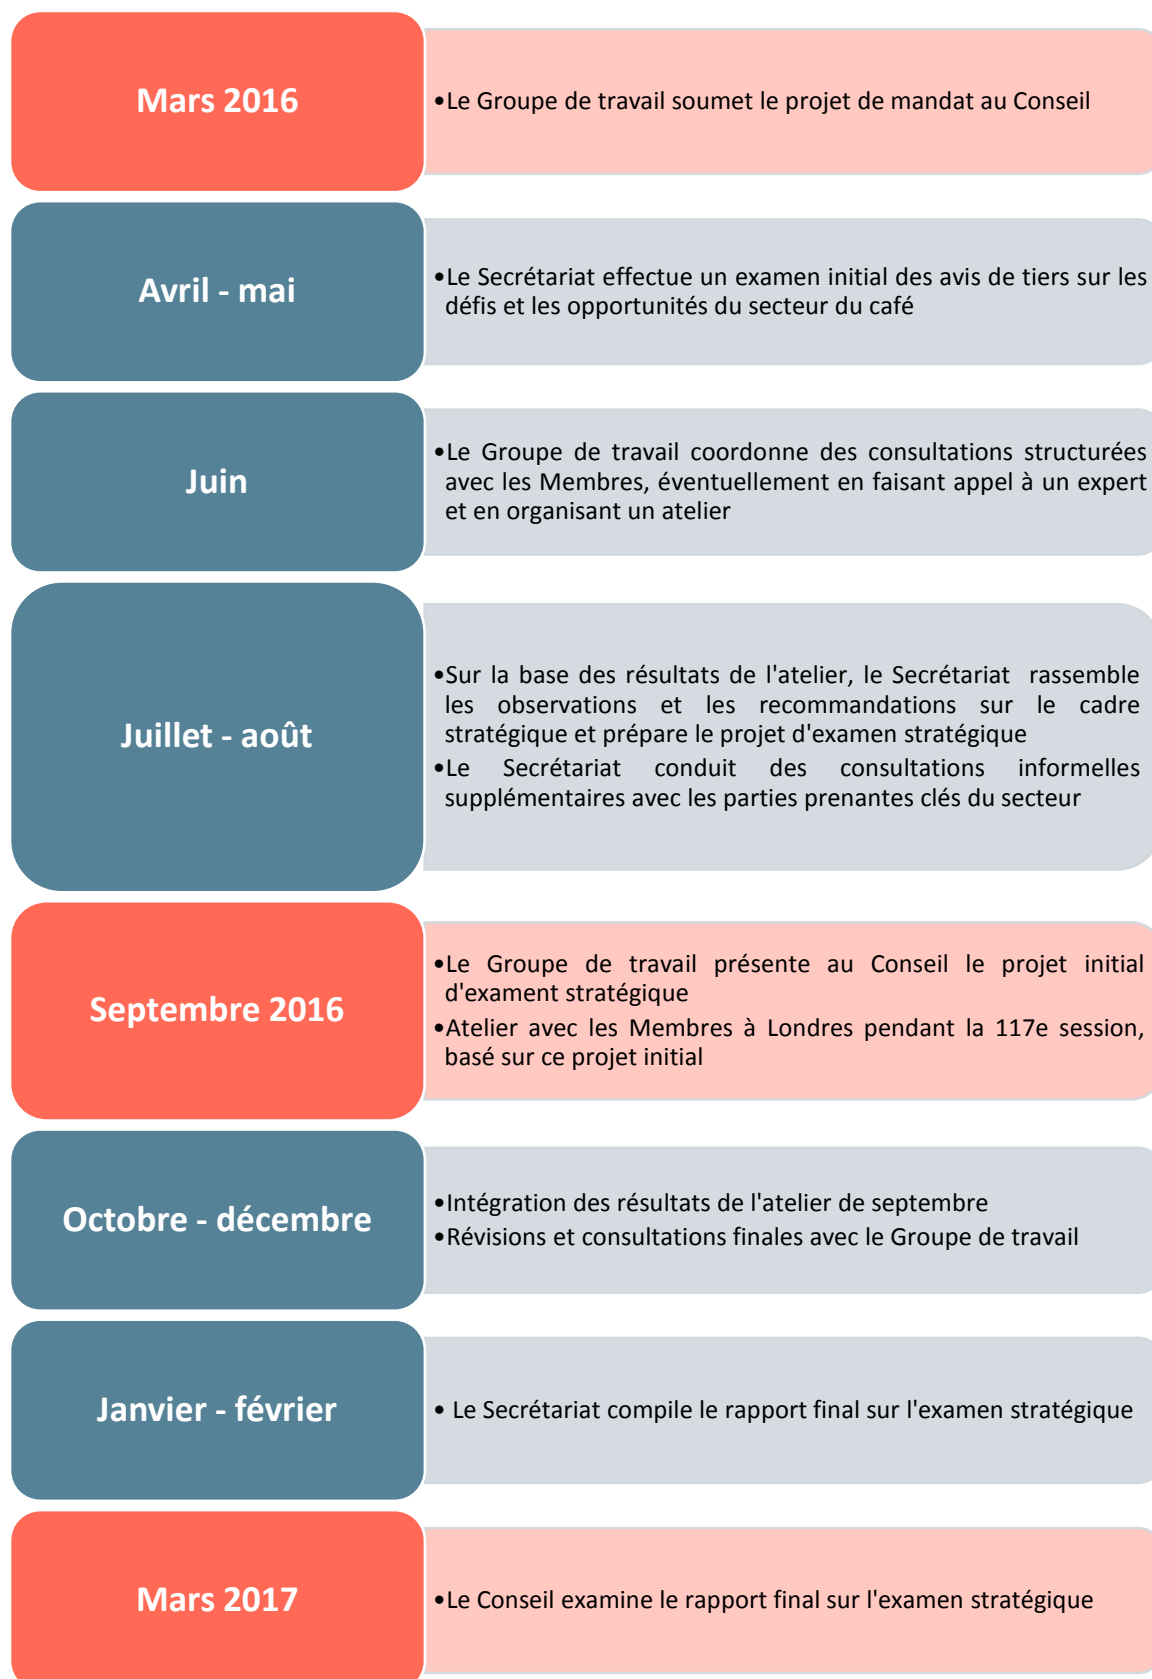 Mars 2016
•Le Groupe de travail soumet le projet de mandat au Conseil
Avril - mai
•Le Secrétariat effectue un examen initial des avis de tiers sur les
défis et les opportunités du secteur du café
Juin
•Le Groupe de travail coordonne des consultations structurées
avec les Membres, éventuellement en faisant appel à un expert
et en organisant un atelier
Juillet - août
•Sur la base des résultats de l'atelier, le Secrétariat rassemble
les observations et les recommandations sur le cadre
stratégique et prépare le projet d'examen stratégique
•Le Secrétariat conduit des consultations informelles
supplémentaires avec les parties prenantes clés du secteur
Septembre 2016
•Le Groupe de travail présente au Conseil le projet initial
d'exament stratégique
•Atelier avec les Membres à Londres pendant la 117e session,
basé sur ce projet initial
Octobre - décembre
•Intégration des résultats de l'atelier de septembre
•Révisions et consultations finales avec le Groupe de travail
Janvier - février
• Le Secrétariat compile le rapport final sur l'examen stratégique
Mars 2017
•Le Conseil examine le rapport final sur l'examen stratégique